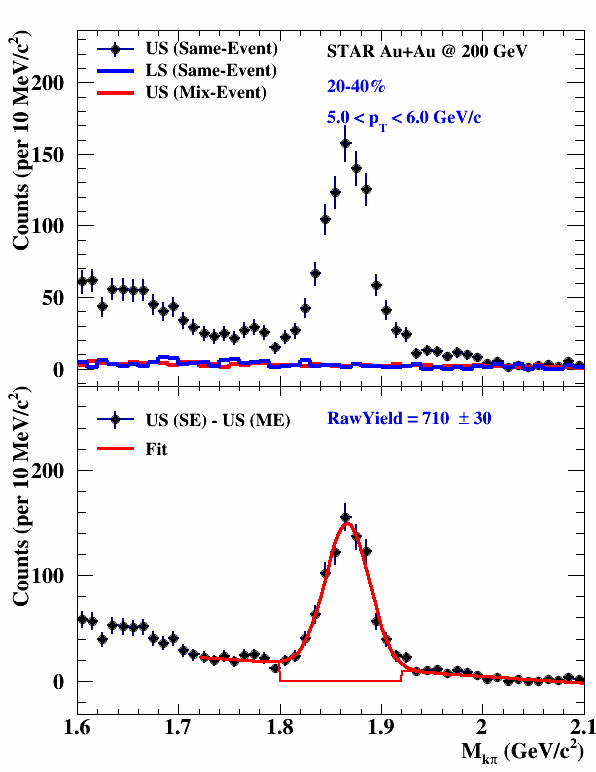 US (Same-Event)
LS (Same-Event)
US (Mix-Event)
STAR Au+Au @ 200 GeV
20-40%
5.0 < p_T < 6.0 GeV/c
Counts (per 10 MeV/c²)
200
150
100
50
0
US (SE) - US (ME)
Fit
RawYield = 710 ± 30
Counts (per 10 MeV/c²)
200
100
0
1.6 1.7 1.8 1.9 2 2.1
M_kπ (GeV/c²)